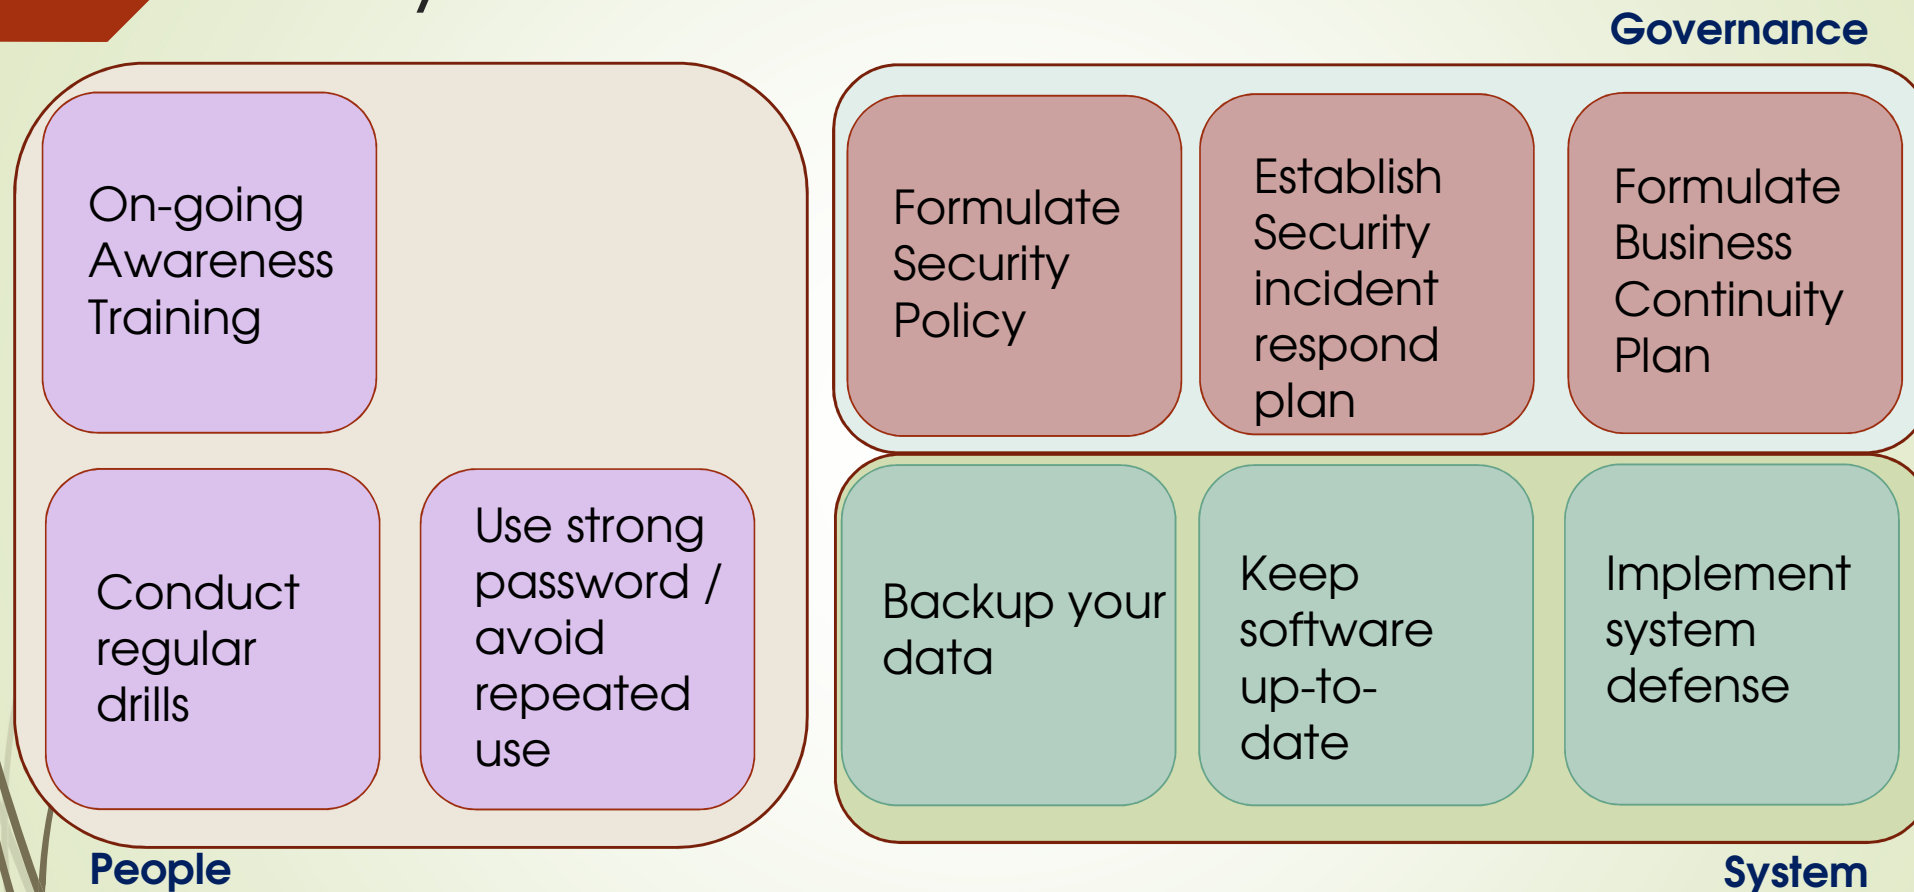 Governance
On-going
Awareness
Training
Conduct
regular
drills
Use strong
password /
avoid
repeated
use
People
Formulate
Security
Policy
Establish
Security
incident
respond
plan
Formulate
Business
Continuity
Plan
Backup your
data
Keep
software
up-to-
date
Implement
system
defense
System